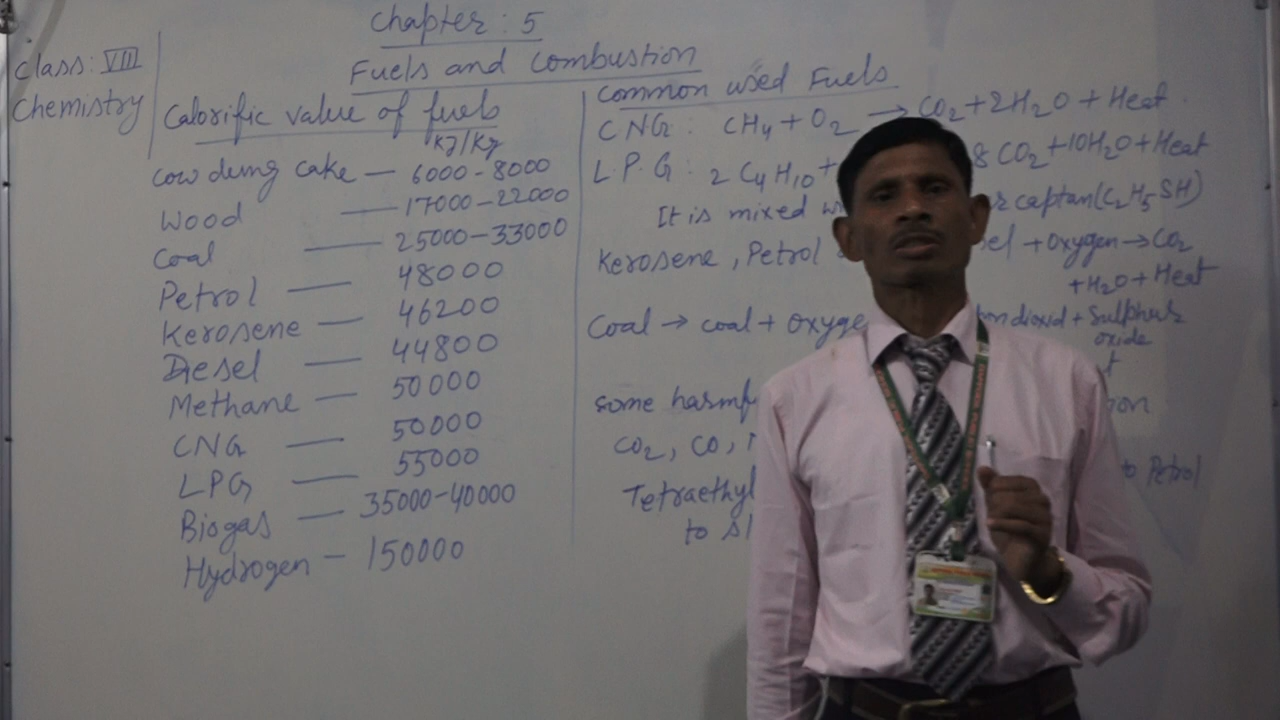 Chapter : 5
Class: VIII
Chemistry
Fuels and Combustion
Calorific value of fuels
KJ/Kg
Cow dung cake — 6000-8000
Wood — 17000-22000
Coal — 25000-33000
Petrol — 48000
Kerosene — 46200
Diesel — 44800
Methane — 50000
CNG — 50000
LPG — 55000
Biogas — 35000-40000
Hydrogen - 150000
Common used Fuels
CNG: CH4 + O2 → CO2 + 2H2O + Heat
L.P.G: 2 C4H10 + 8 CO2 + 10H2O + Heat
It is mixed captan (C2H5SH)
Kerosene, Petrol + Oxygen → CO2
+ H2O + Heat
Coal → coal + oxyge dioxid + Sulphur
oxide
t
some harmf on
CO2, CO,
Tetraethyl to Petrol
to sl